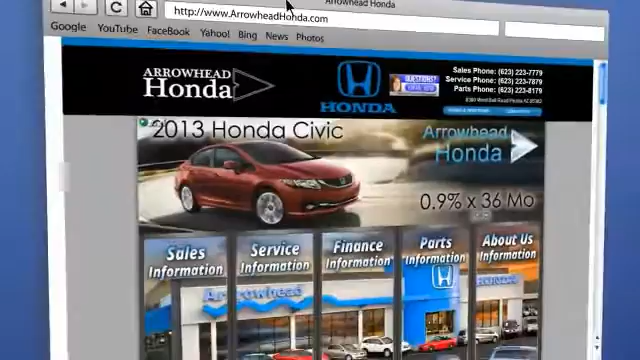 Arrowhead Honda
http://www.ArrowheadHonda.com
Google YouTube FaceBook Yahoo! Bing News Photos
ARROWHEAD
Honda
HONDA
QUESTIONS?
Sales Phone: (623) 223-7779
Service Phone: (623) 223-7879
Parts Phone: (623) 223-8179
2013 Honda Civic
Arrowhead
Honda
0.9% x 36 Mo
Sales
Information
Service
Information
Finance
Information
Parts
Information
About Us
Information
Arrowhead
HONDA